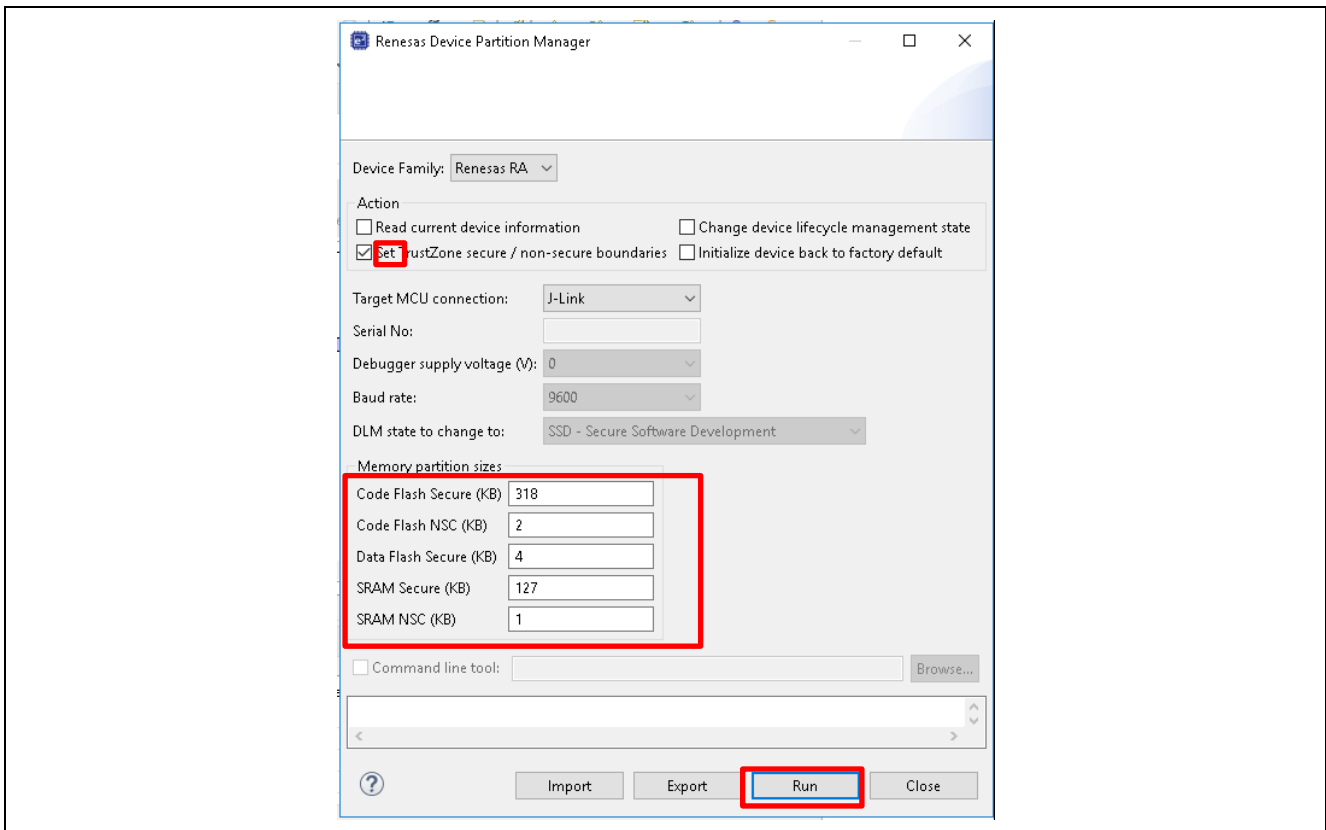 Renesas Device Partition Manager
Device Family: Renesas RA
Action
Read current device information Change device lifecycle management state
Set TrustZone secure / non-secure boundaries Initialize device back to factory default
Target MCU connection: J-Link
Serial No:
Debugger supply voltage (V): 0
Baud rate: 9600
DLM state to change to: SSD - Secure Software Development
Memory partition sizes
Code Flash Secure (KB) 318
Code Flash NSC (KB) 2
Data Flash Secure (KB) 4
SRAM Secure (KB) 127
SRAM NSC (KB) 1
Command line tool: Browse...
? Import Export Run Close